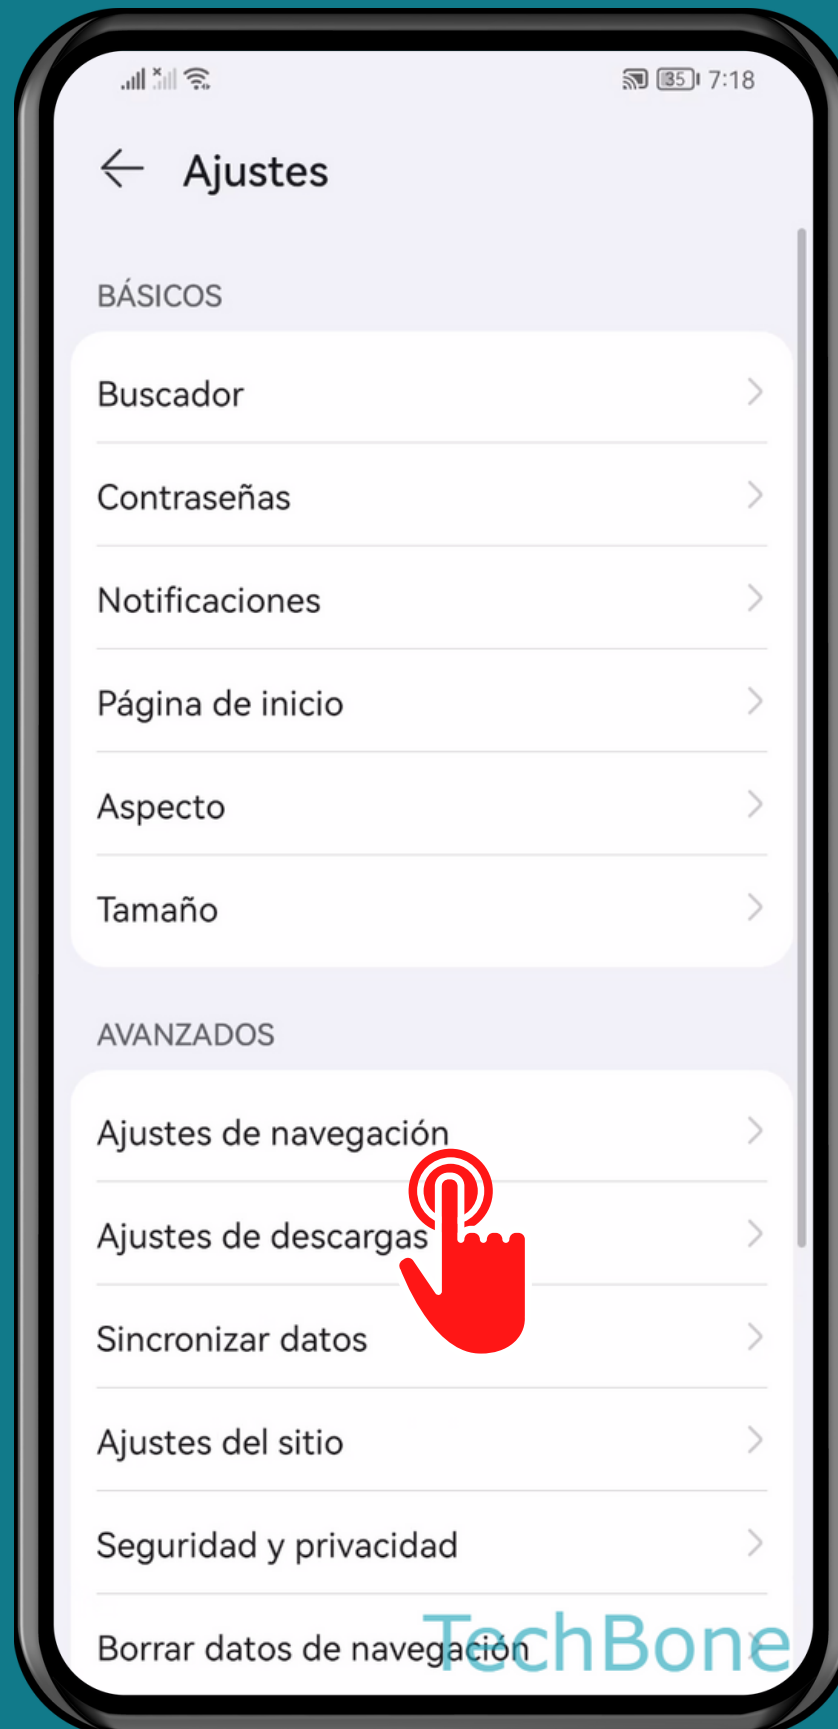 35 7:18
Ajustes
BÁSICOS
Buscador
Contraseñas
Notificaciones
Página de inicio
Aspecto
Tamaño
AVANZADOS
Ajustes de navegación
Ajustes de descargas
Sincronizar datos
Ajustes del sitio
Seguridad y privacidad
Borrar datos de navegación
TechBone